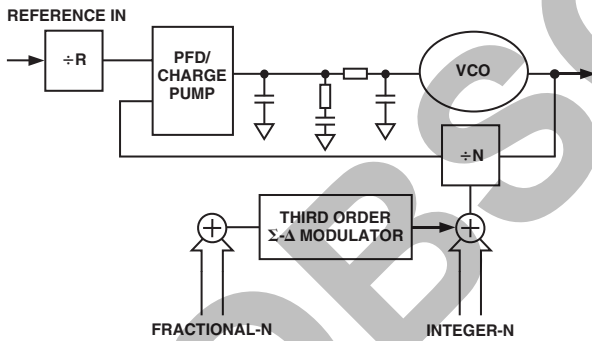 REFERENCE IN
÷R
PFD/
CHARGE
PUMP
VCO
÷N
THIRD ORDER
Σ-Δ MODULATOR
FRACTIONAL-N
INTEGER-N